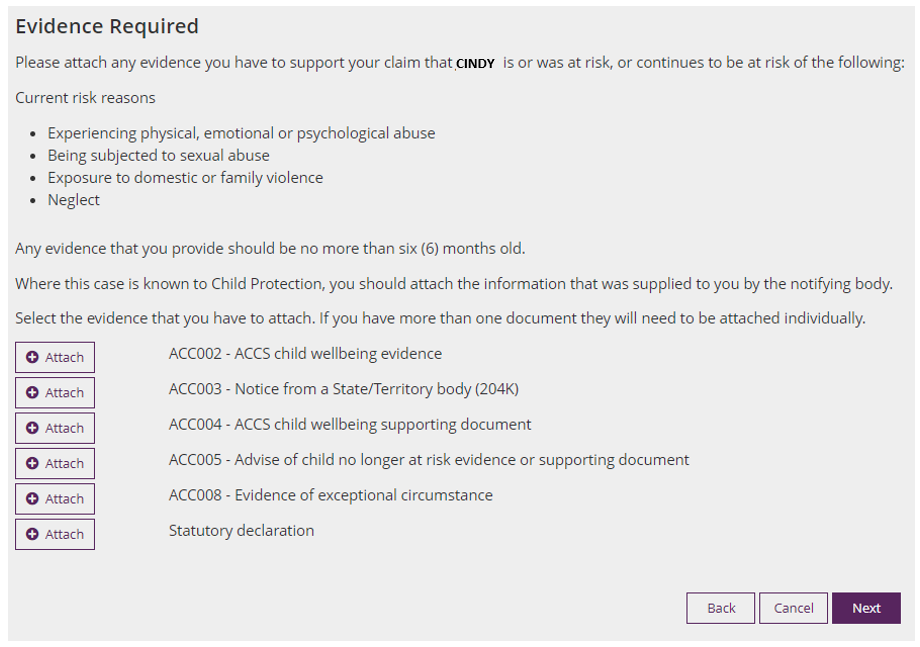 Evidence Required
Please attach any evidence you have to support your claim that CINDY is or was at risk, or continues to be at risk of the following:
Current risk reasons
• Experiencing physical, emotional or psychological abuse
• Being subjected to sexual abuse
• Exposure to domestic or family violence
• Neglect
Any evidence that you provide should be no more than six (6) months old.
Where this case is known to Child Protection, you should attach the information that was supplied to you by the notifying body.
Select the evidence that you have to attach. If you have more than one document they will need to be attached individually.
Attach ACC002 - ACCS child wellbeing evidence
Attach ACC003 - Notice from a State/Territory body (204K)
Attach ACC004 - ACCS child wellbeing supporting document
Attach ACC005 - Advise of child no longer at risk evidence or supporting document
Attach ACC008 - Evidence of exceptional circumstance
Attach Statutory declaration
Back Cancel Next